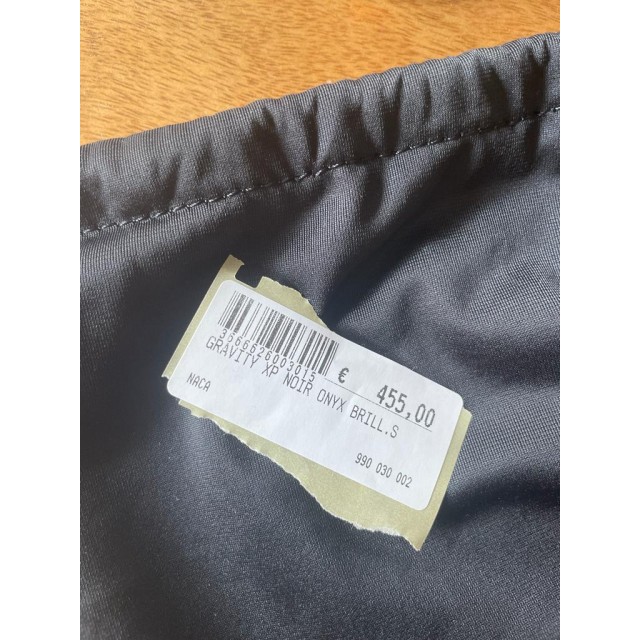 3566626003015
€ 455,00
GRAVITY XP NOIR ONYX BRILL.S
NACA
990 030 002